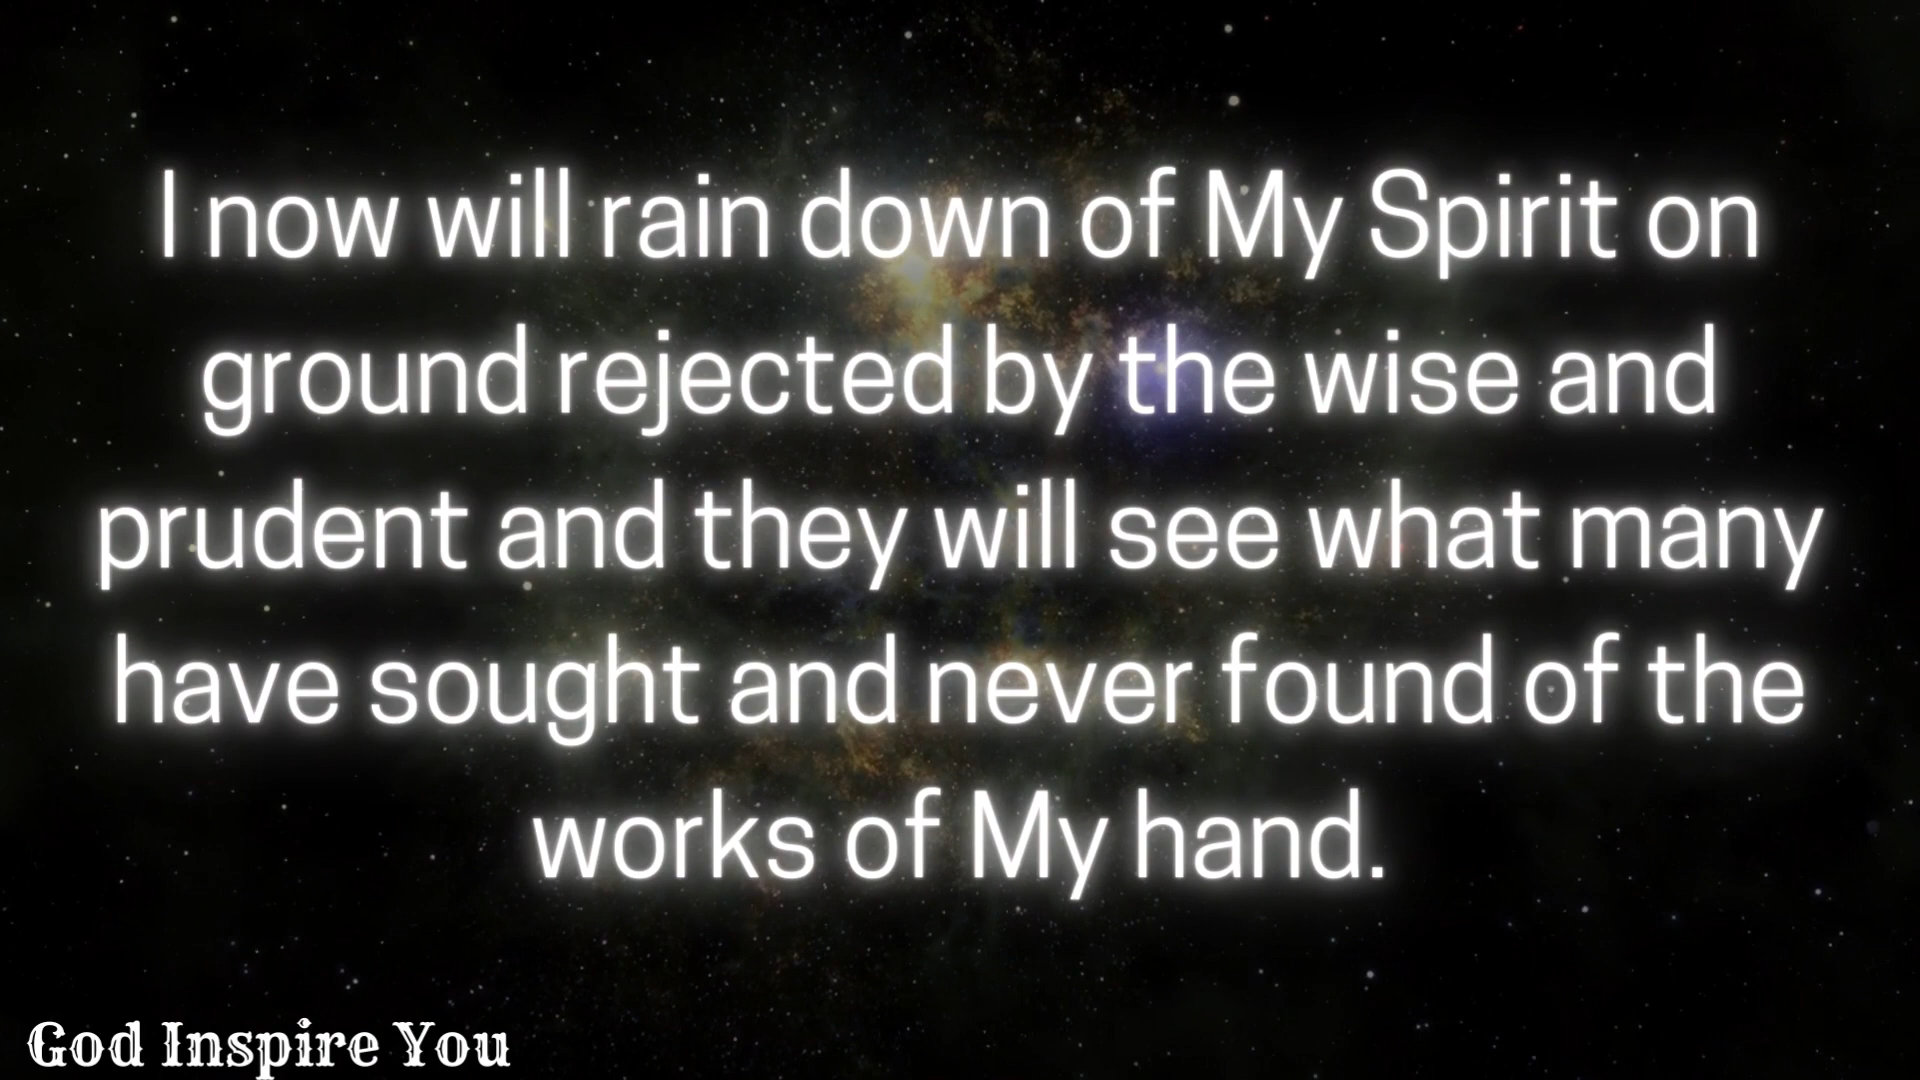 I now will rain down of My Spirit on
ground rejected by the wise and
prudent and they will see what many
have sought and never found of the
works of My hand.
God Inspire You